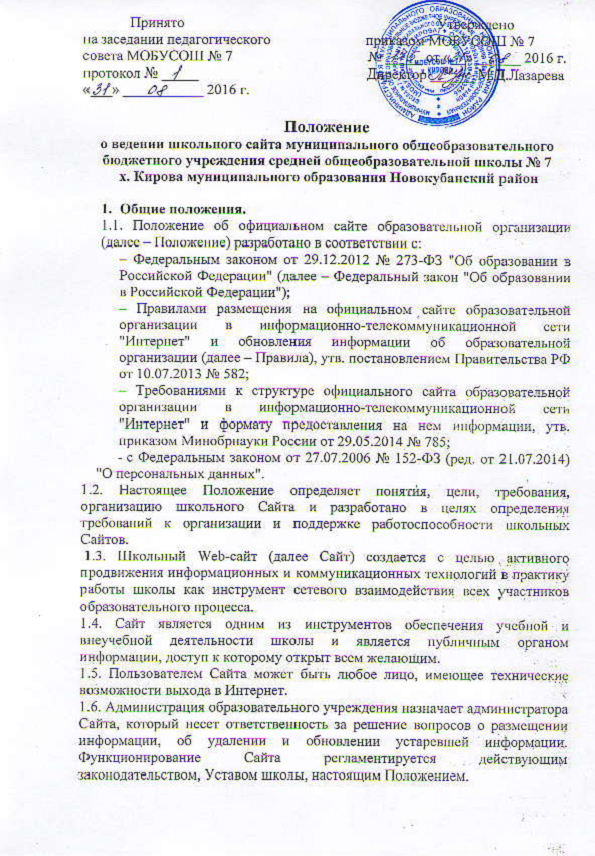 Принято
на заседании педагогического
совета МОБУСОШ № 7
протокол № 1
«31» 08 2016 г.
Утверждено
приказом МОБУСОШ № 7
№ от 2016 г.
Директор М.Д.Лазарева
Положение
о ведении школьного сайта муниципального общеобразовательного
бюджетного учреждения средней общеобразовательной школы № 7
х. Кирова муниципального образования Новокубанский район
1. Общие положения.
1.1. Положение об официальном сайте образовательной организации
(далее – Положение) разработано в соответствии с:
– Федеральным законом от 29.12.2012 № 273-ФЗ "Об образовании в
Российской Федерации" (далее – Федеральный закон "Об образовании
в Российской Федерации");
– Правилами размещения на официальном сайте образовательной
организации в информационно-телекоммуникационной сети
"Интернет" и обновления информации об образовательной
организации (далее – Правила), утв. постановлением Правительства РФ
от 10.07.2013 № 582;
– Требованиями к структуре официального сайта образовательной
организации в информационно-телекоммуникационной сети
"Интернет" и формату предоставления на нем информации, утв.
приказом Минобрнауки России от 29.05.2014 № 785;
- с Федеральным законом от 27.07.2006 № 152-ФЗ (ред. от 21.07.2014)
"О персональных данных".
1.2. Настоящее Положение определяет понятия, цели, требования,
организацию школьного Сайта и разработано в целях определения
требований к организации и поддержке работоспособности школьных
Сайтов.
1.3. Школьный Web-сайт (далее Сайт) создается с целью активного
продвижения информационных и коммуникационных технологий в практику
работы школы как инструмент сетевого взаимодействия всех участников
образовательного процесса.
1.4. Сайт является одним из инструментов обеспечения учебной и
внеучебной деятельности школы и является публичным органом
информации, доступ к которому открыт всем желающим.
1.5. Пользователем Сайта может быть любое лицо, имеющее технические
возможности выхода в Интернет.
1.6. Администрация образовательного учреждения назначает администратора
Сайта, который несет ответственность за решение вопросов о размещении
информации, об удалении и обновлении устаревшей информации.
Функционирование Сайта регламентируется действующим
законодательством, Уставом школы, настоящим Положением.